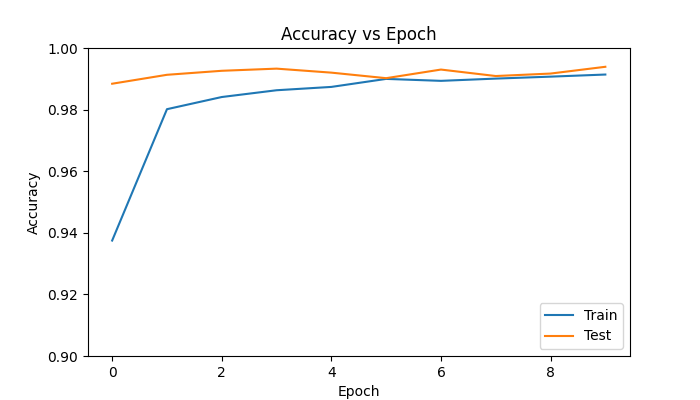 Accuracy vs Epoch
1.00
0.98
0.96
0.94
0.92
0.90
Accuracy
0 2 4 6 8
Epoch
Train
Test